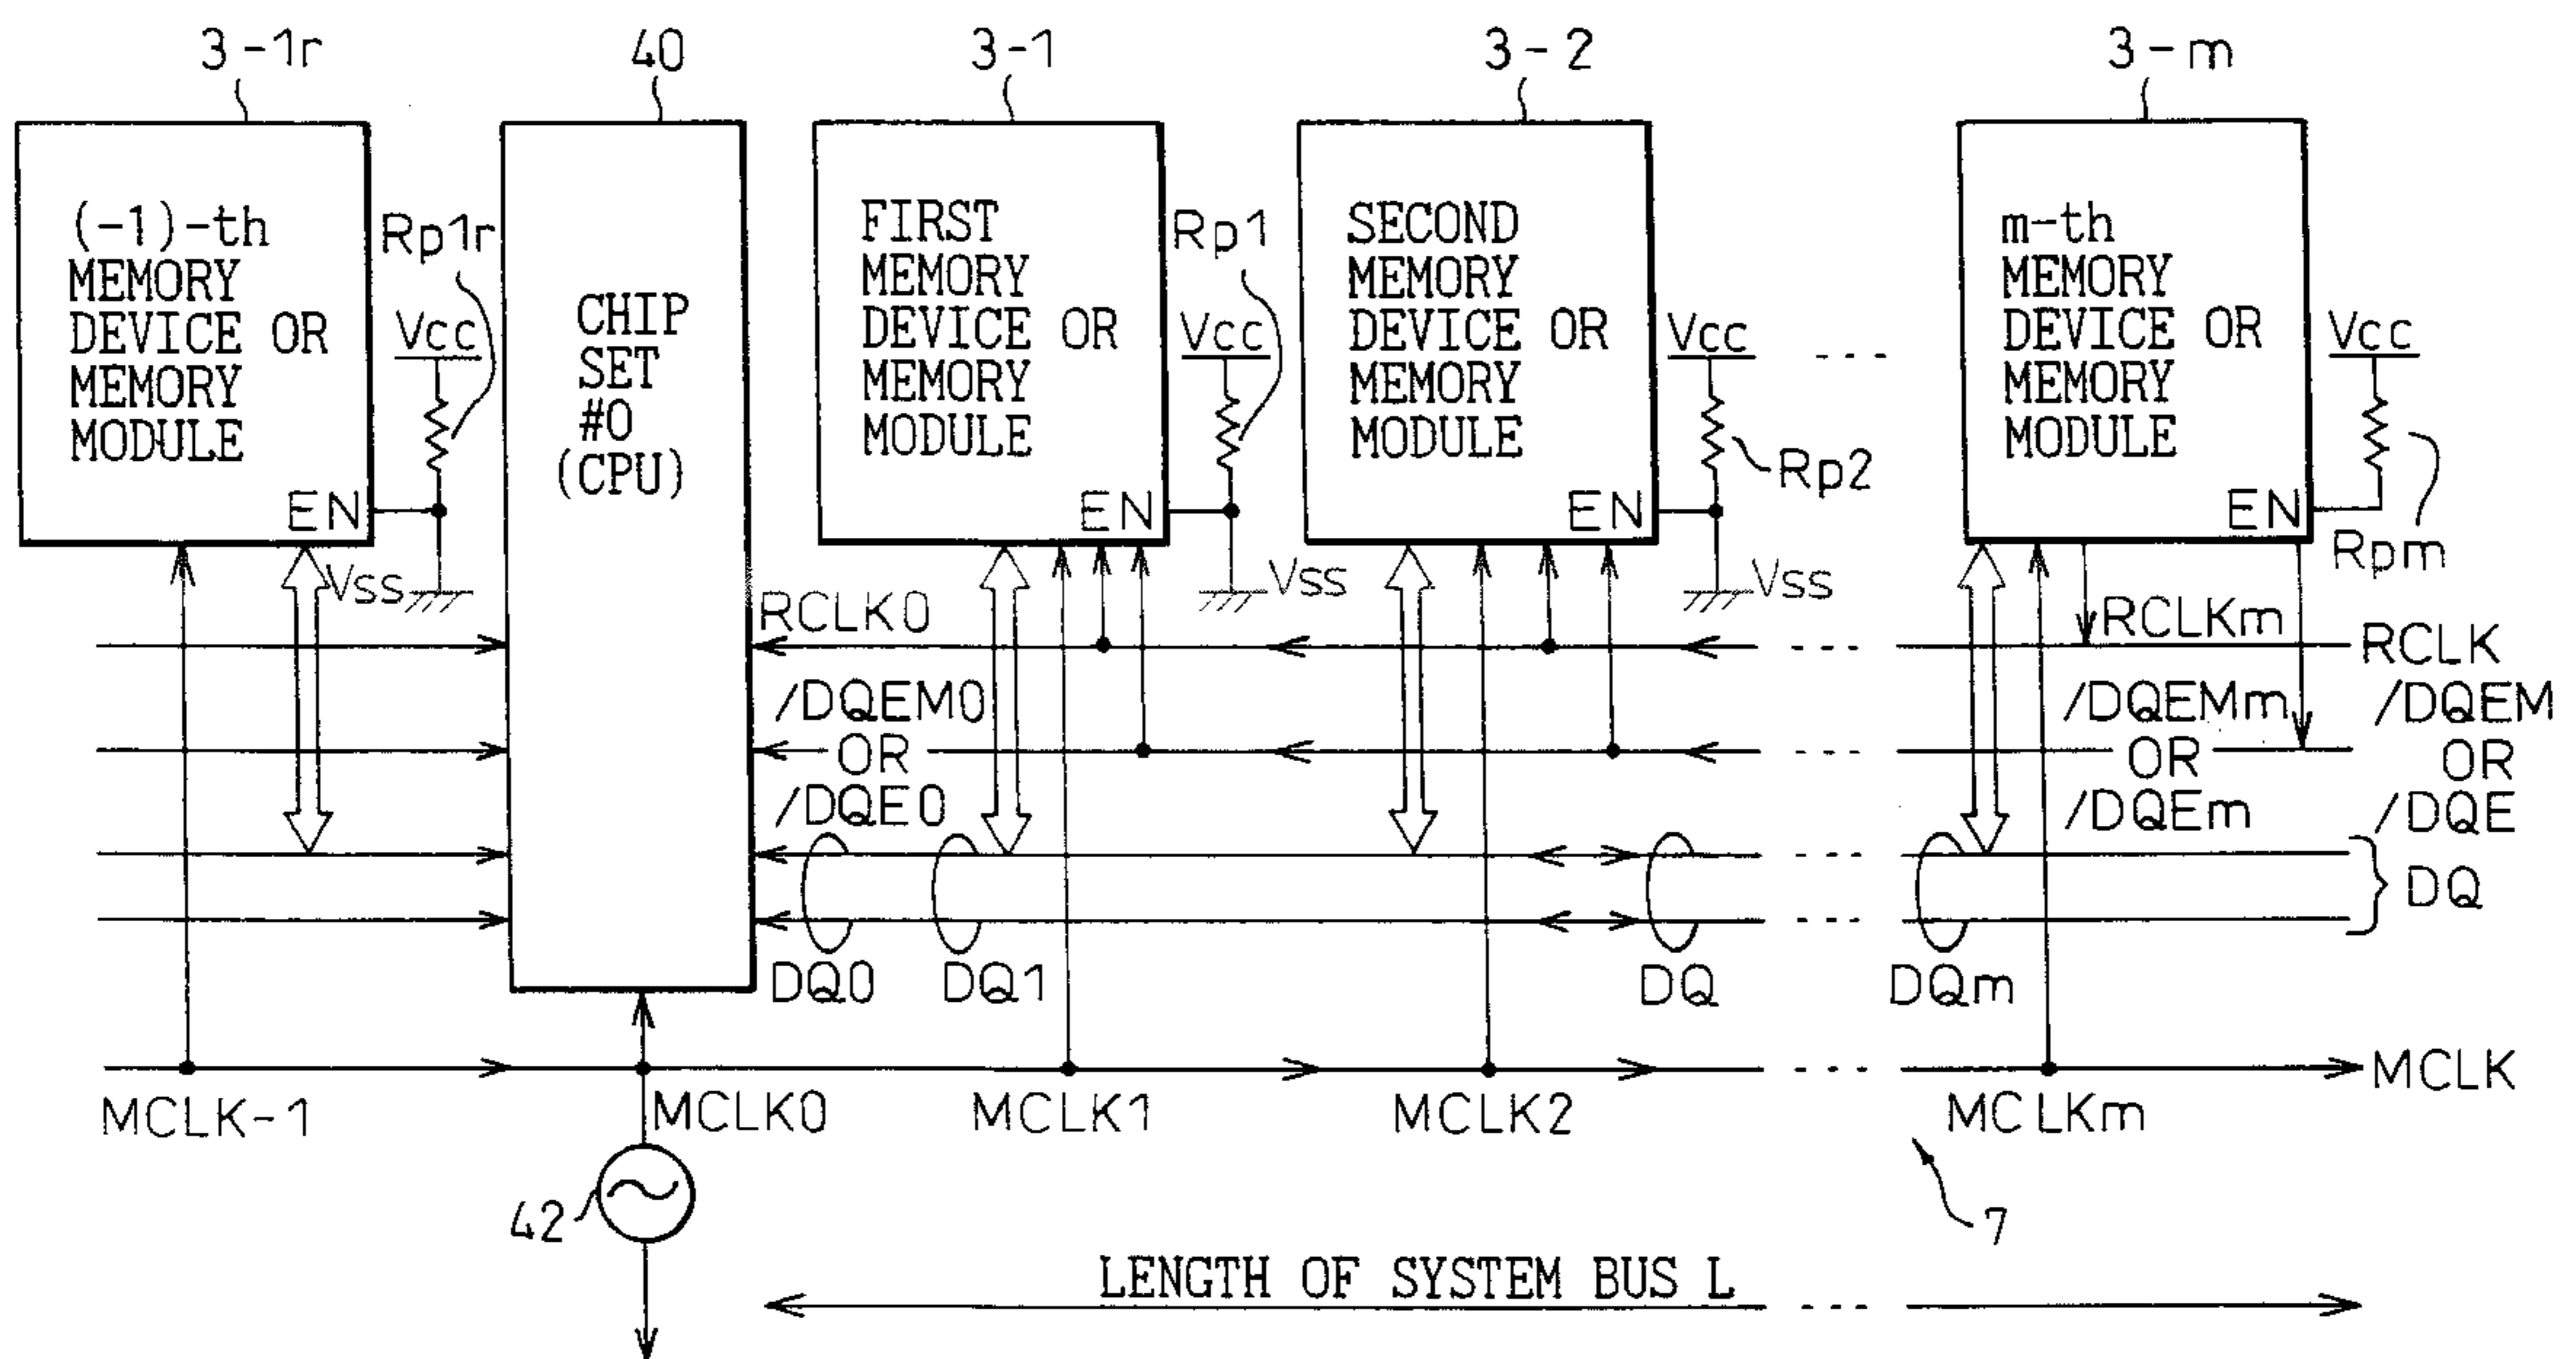 3-1r
40
3-1
3-2
3-m
(-1)-th
MEMORY
DEVICE OR
MEMORY
MODULE
EN
Rp1r
Vcc
Vss
CHIP
SET
#0
(CPU)
FIRST
MEMORY
DEVICE OR
MEMORY
MODULE
EN
Rp1
Vcc
Vss
SECOND
MEMORY
DEVICE OR
MEMORY
MODULE
EN
Vcc
Rp2
Vss
m-th
MEMORY
DEVICE OR
MEMORY
MODULE
EN
Vcc
Rpm
RCLK0
RCLKm
RCLK
/DQEM0
OR
/DQE0
/DQEMm
OR
/DQEm
/DQEM
OR
/DQE
DQ
DQ0
DQ1
DQ
DQm
MCLK
MCLK-1
MCLK0
MCLK1
MCLK2
MCLKm
42
7
LENGTH OF SYSTEM BUS L